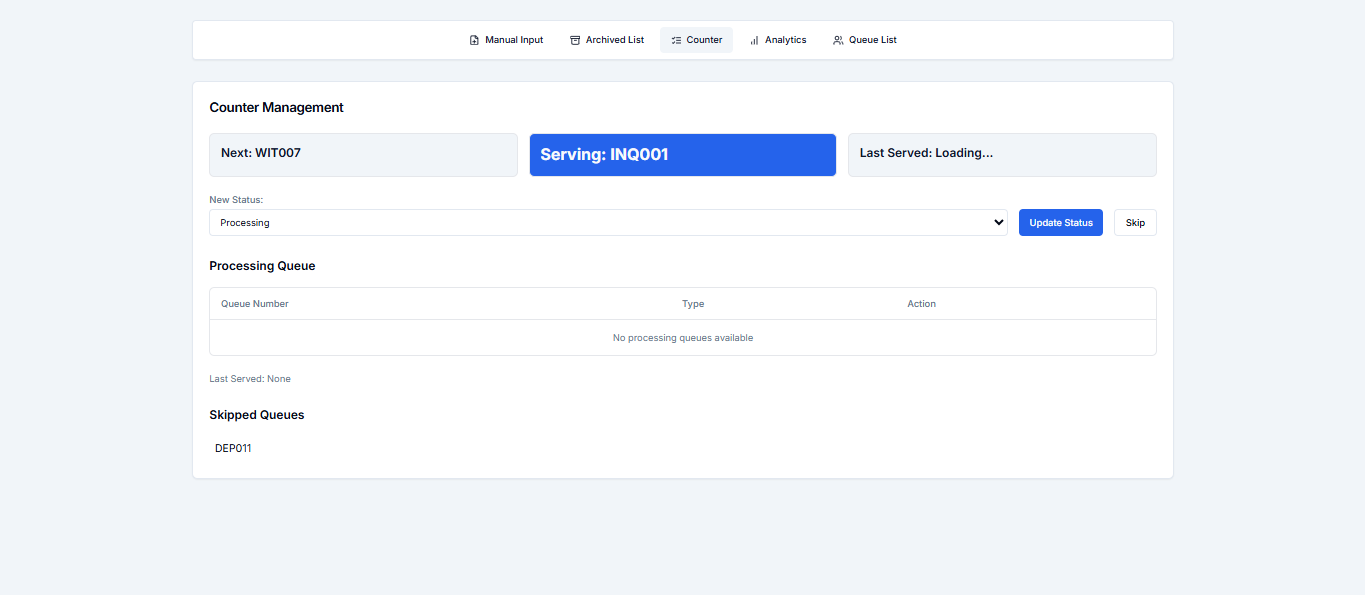 Manual Input
Archived List
Counter
Analytics
Queue List
Counter Management
Next: WIT007
Serving: INQ001
Last Served: Loading...
New Status:
Processing
Update Status
Skip
Processing Queue
Queue Number
Type
Action
No processing queues available
Last Served: None
Skipped Queues
DEP011